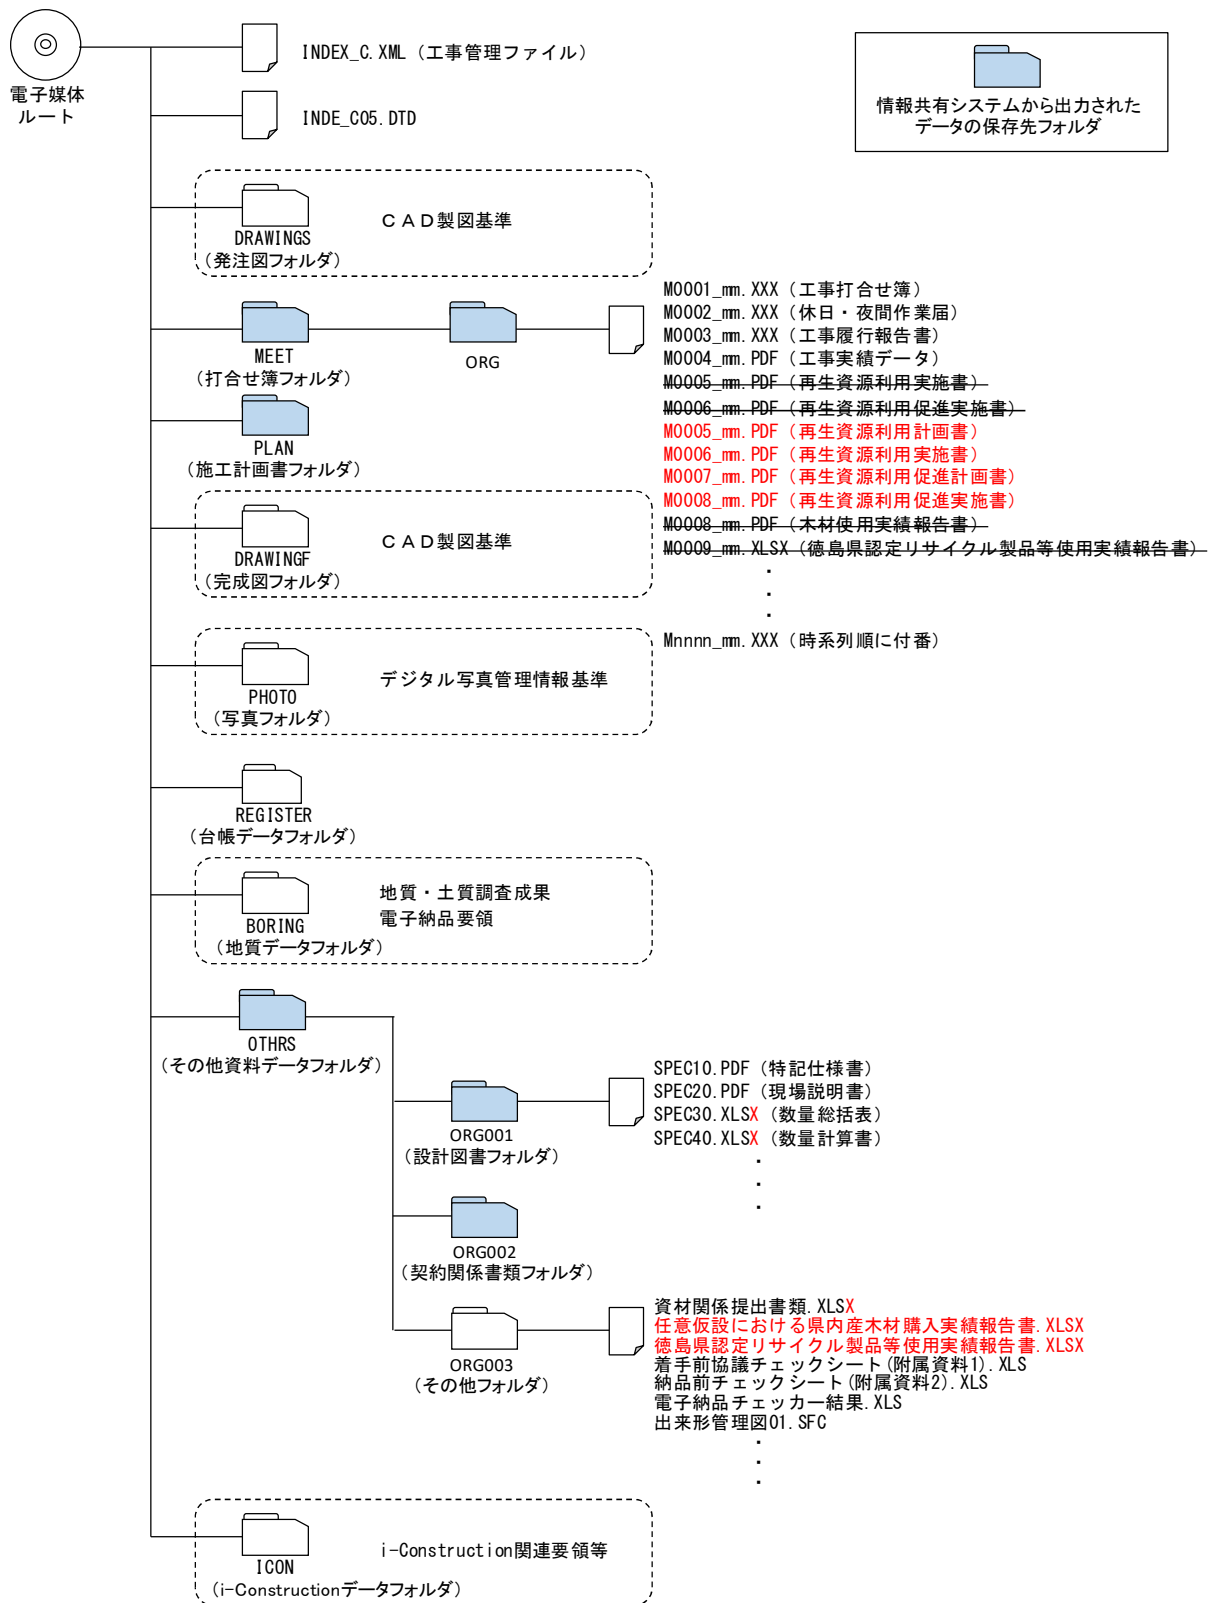 電子媒体
ルート
INDEX_C.XML（工事管理ファイル）
INDE_C05.DTD
情報共有システムから出力された
データの保存先フォルダ
DRAWINGS
（発注図フォルダ）
ＣＡＤ製図基準
MEET
（打合せ簿フォルダ）
ORG
M0001_mm.XXX（工事打合せ簿）
M0002_mm.XXX（休日・夜間作業届）
M0003_mm.XXX（工事履行報告書）
M0004_mm.PDF（工事実績データ）
M0005_mm.PDF（再生資源利用実施書）
M0006_mm.PDF（再生資源利用促進実施書）
M0005_mm.PDF（再生資源利用計画書）
M0006_mm.PDF（再生資源利用実施書）
M0007_mm.PDF（再生資源利用促進計画書）
M0008_mm.PDF（再生資源利用促進実施書）
M0008_mm.PDF（木材使用実績報告書）
M0009_mm.XLSX（徳島県認定リサイクル製品等使用実績報告書）
・
・
・
Mnnnn_mm.XXX（時系列順に付番）
PLAN
（施工計画書フォルダ）
DRAWINGF
（完成図フォルダ）
ＣＡＤ製図基準
PHOTO
（写真フォルダ）
デジタル写真管理情報基準
REGISTER
（台帳データフォルダ）
BORING
（地質データフォルダ）
地質・土質調査成果
電子納品要領
OTHRS
（その他資料データフォルダ）
ORG001
（設計図書フォルダ）
SPEC10.PDF（特記仕様書）
SPEC20.PDF（現場説明書）
SPEC30.XLSX（数量総括表）
SPEC40.XLSX（数量計算書）
・
・
・
ORG002
（契約関係書類フォルダ）
ORG003
（その他フォルダ）
資材関係提出書類.XLSX
任意仮設における県内産木材購入実績報告書.XLSX
徳島県認定リサイクル製品等使用実績報告書.XLSX
着手前協議チェックシート(附属資料1).XLS
納品前チェックシート(附属資料2).XLS
電子納品チェッカー結果.XLS
出来形管理図01.SFC
・
・
・
ICON
（i-Constructionデータフォルダ）
i-Construction関連要領等